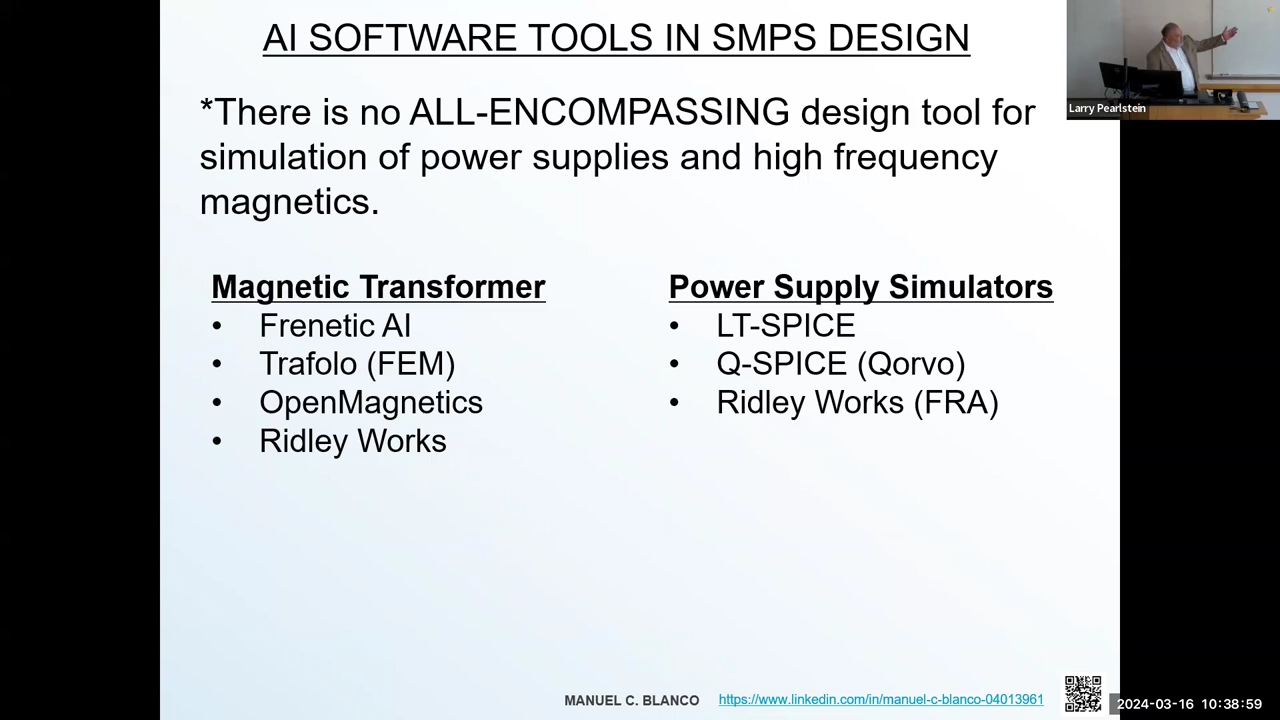 AI SOFTWARE TOOLS IN SMPS DESIGN
*There is no ALL-ENCOMPASSING design tool for
simulation of power supplies and high frequency
magnetics.
Magnetic Transformer
• Frenetic AI
• Trafolo (FEM)
• OpenMagnetics
• Ridley Works
Power Supply Simulators
• LT-SPICE
• Q-SPICE (Qorvo)
• Ridley Works (FRA)
MANUEL C. BLANCO
https://www.linkedin.com/in/manuel-c-blanco-04013961
Larry Pearlstein
2024-03-16 10:38:59